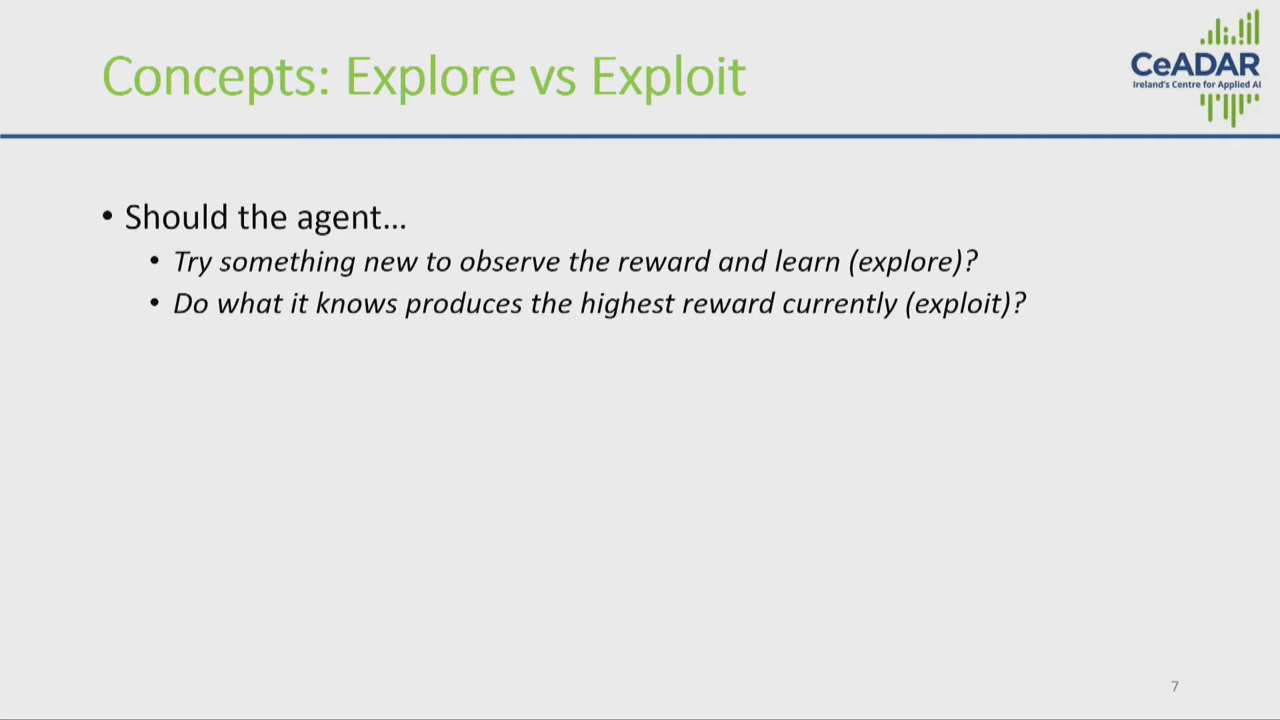 Concepts: Explore vs Exploit
CeADAR
Ireland's Centre for Applied AI
• Should the agent...
• Try something new to observe the reward and learn (explore)?
• Do what it knows produces the highest reward currently (exploit)?
7